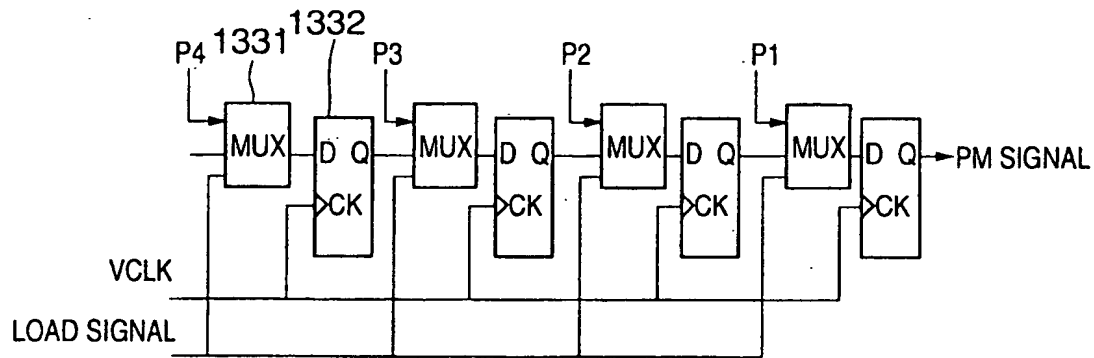 1332
P4 1331 P3 P2 P1
MUX D Q MUX D Q MUX D Q MUX D Q PM SIGNAL
CK CK CK CK
VCLK
LOAD SIGNAL